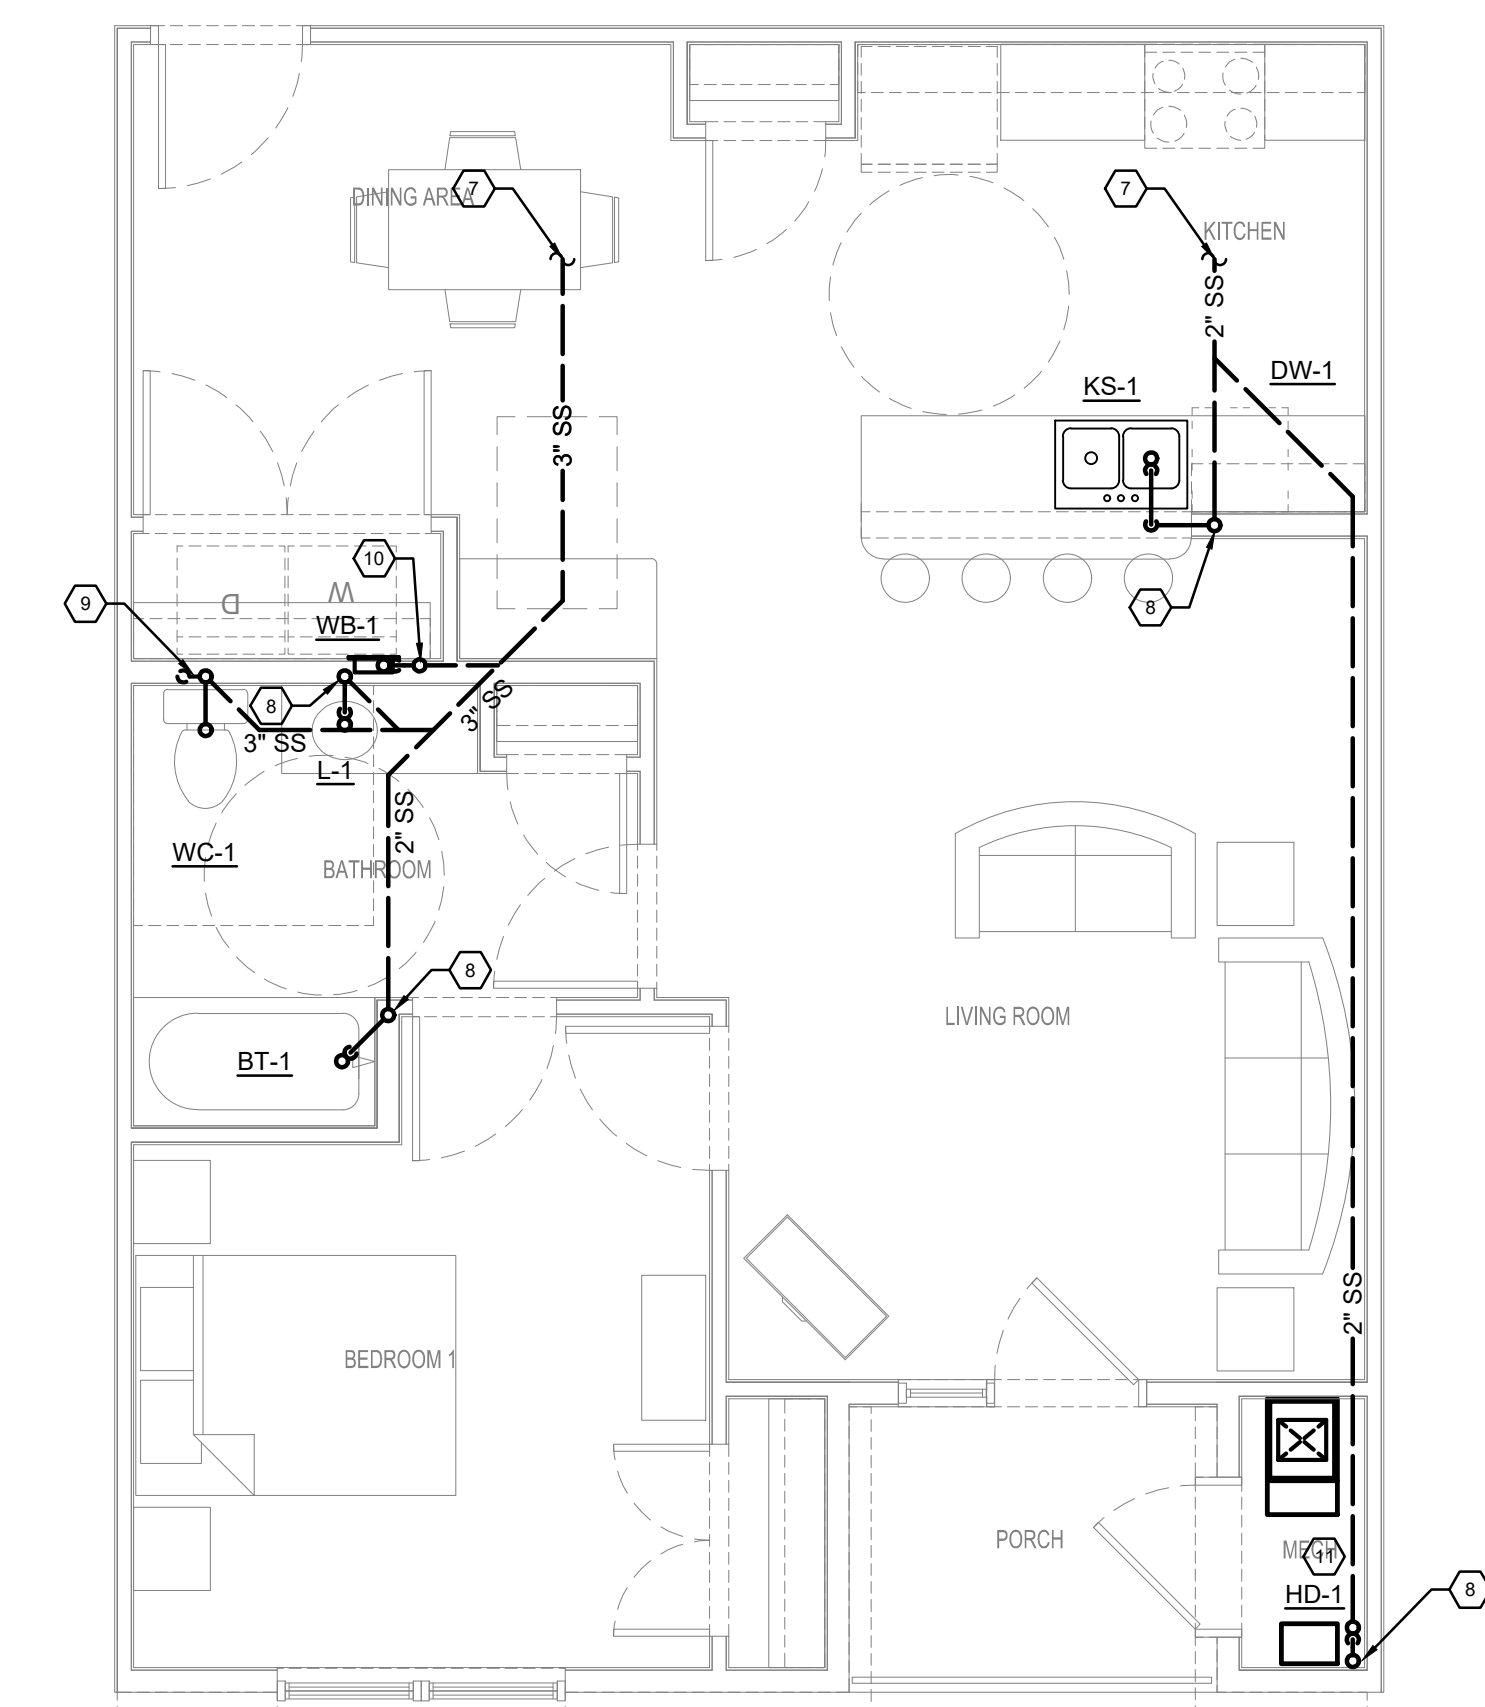 DINING AREA
7
7
KITCHEN
2" SS
DW-1
KS-1
3" SS
10
9
D
W
WB-1
8
8
3" SS
3" SS
L-1
2" SS
WC-1
BATHROOM
8
LIVING ROOM
BT-1
2" SS
BEDROOM 1
PORCH
MECH
11
8
HD-1